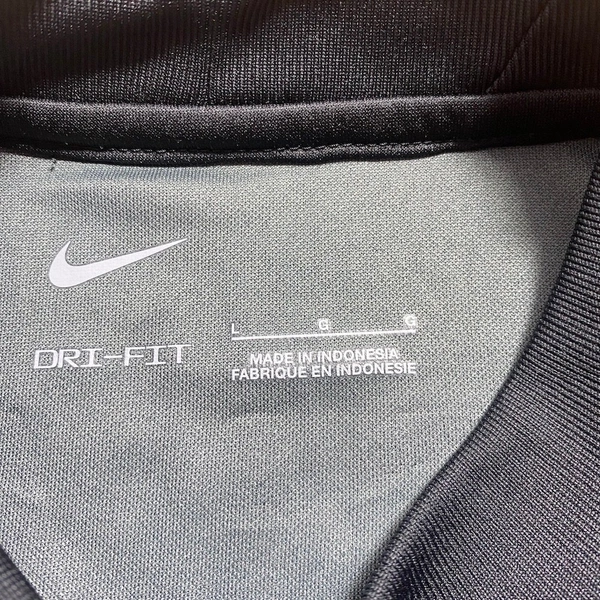 DRI-FIT
L G G
MADE IN INDONESIA
FABRIQUE EN INDONESIE